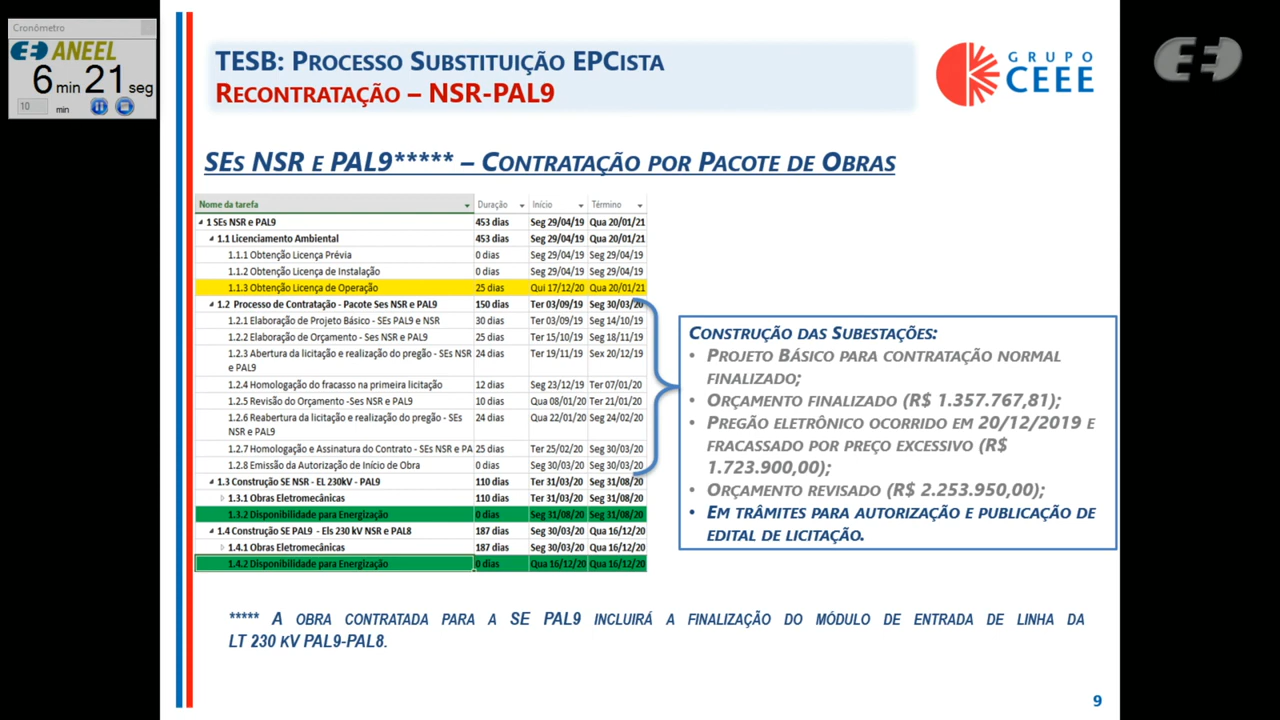 Cronômetro
ANEEL
6 min 21 seg
10 min
TESB: Processo Substituição EPCista
Recontratação – NSR-PAL9
GRUPO
CEEE
SEs NSR e PAL9***** – Contratação por Pacote de Obras
Nome da tarefa Duração Início Término
1 SEs NSR e PAL9 453 dias Seg 29/04/19 Qua 20/01/21
1.1 Licenciamento Ambiental 453 dias Seg 29/04/19 Qua 20/01/21
1.1.1 Obtenção Licença Prévia 0 dias Seg 29/04/19 Seg 29/04/19
1.1.2 Obtenção Licença de Instalação 0 dias Seg 29/04/19 Seg 29/04/19
1.1.3 Obtenção Licença de Operação 25 dias Qui 17/12/20 Qua 20/01/21
1.2 Processo de Contratação - Pacote Ses NSR e PAL9 150 dias Ter 03/09/19 Seg 30/03/20
1.2.1 Elaboração de Projeto Básico - SEs PAL9 e NSR 30 dias Ter 03/09/19 Seg 14/10/19
1.2.2 Elaboração de Orçamento - Ses NSR e PAL9 25 dias Ter 15/10/19 Seg 18/11/19
1.2.3 Abertura da licitação e realização do pregão - SEs NSR 24 dias Ter 19/11/19 Sex 20/12/19
e PAL9
1.2.4 Homologação do fracasso na primeira licitação 12 dias Seg 23/12/19 Ter 07/01/20
1.2.5 Revisão do Orçamento -Ses NSR e PAL9 10 dias Qua 08/01/20 Ter 21/01/20
1.2.6 Reabertura da licitação e realização do pregão - SEs 24 dias Qua 22/01/20 Seg 24/02/20
NSR e PAL9
1.2.7 Homologação e Assinatura do Contrato - SEs NSR e PA 25 dias Ter 25/02/20 Seg 30/03/20
1.2.8 Emissão da Autorização de Início de Obra 0 dias Seg 30/03/20 Seg 30/03/20
1.3 Construção SE NSR - EL 230kV - PAL9 110 dias Ter 31/03/20 Seg 31/08/20
1.3.1 Obras Eletromecânicas 110 dias Ter 31/03/20 Seg 31/08/20
1.3.2 Disponibilidade para Energização 0 dias Seg 31/08/20 Seg 31/08/20
1.4 Construção SE PAL9 - Els 230 kV NSR e PAL8 187 dias Seg 30/03/20 Qua 16/12/20
1.4.1 Obras Eletromecânicas 187 dias Seg 30/03/20 Qua 16/12/20
1.4.2 Disponibilidade para Energização 0 dias Qua 16/12/20 Qua 16/12/20
Construção das Subestações:
• Projeto Básico para contratação normal
finalizado;
• Orçamento finalizado (R$ 1.357.767,81);
• Pregão eletrônico ocorrido em 20/12/2019 e
fracassado por preço excessivo (R$
1.723.900,00);
• Orçamento revisado (R$ 2.253.950,00);
• Em trâmites para autorização e publicação de
edital de licitação.
***** A obra contratada para a SE PAL9 incluirá a finalização do módulo de entrada de linha da
LT 230 kV PAL9-PAL8.
9